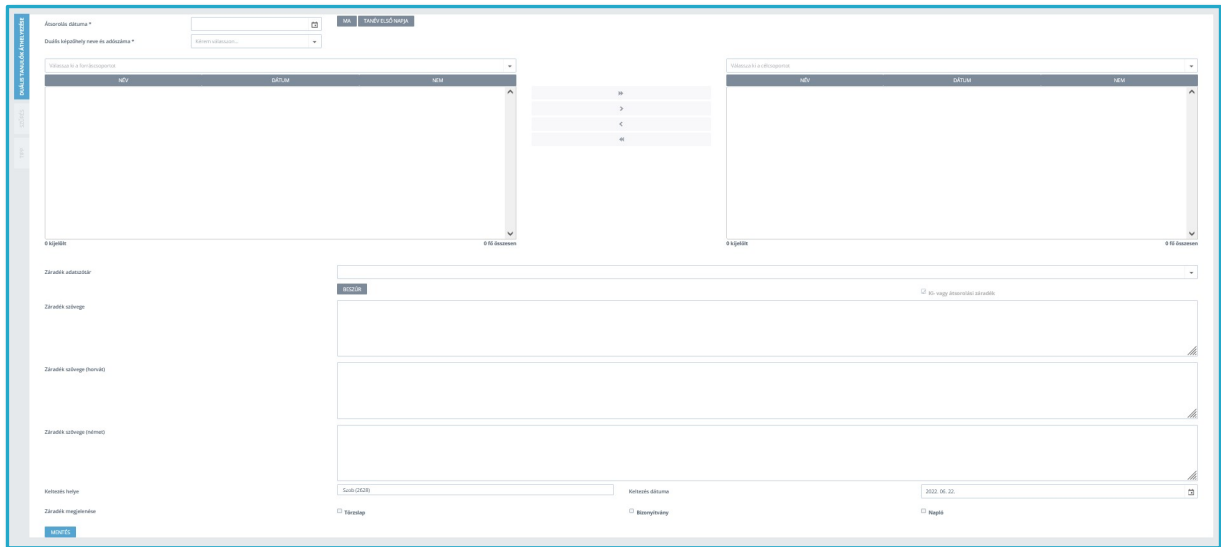 DUÁLIS TANULÓK ÁTHELYEZÉSE
Átsorolás dátuma *
MA
TANÉV ELSŐ NAPJA
Duális képzőhely neve és adószáma *
Kérem válasszon...
Válassza ki a forráscsoportot
Válassza ki a célcsoportot
NÉV DÁTUM NEM
NÉV DÁTUM NEM
0 kijelölt
0 fő összesen
0 kijelölt
0 fő összesen
Záradék adatszótár
BESZÚR
Ki- vagy átsorolási záradék
Záradék szövege
Záradék szövege (horvát)
Záradék szövege (német)
Keltezés helye
Szob (2628)
Keltezés dátuma
2022. 06. 22.
Záradék megjelenése
Törzslap
Bizonyítvány
Napló
MENTÉS